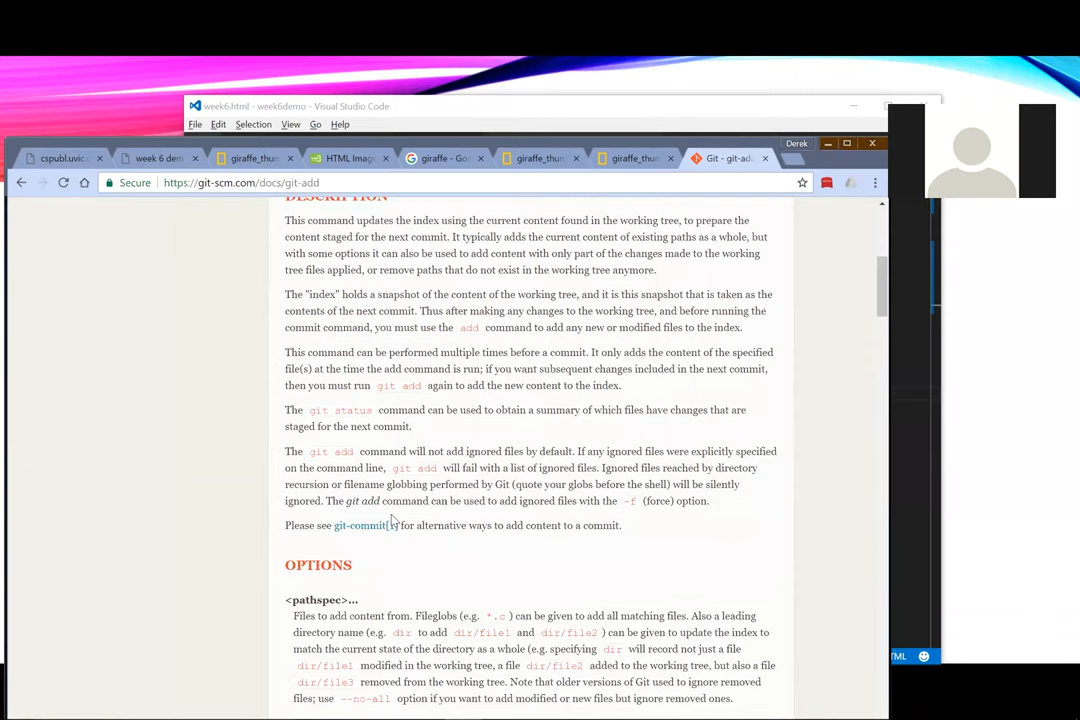 week6.html - week6demo - Visual Studio Code
File Edit Selection View Go Help
Derek
cspubl.uvic. week 6 dem giraffe_thum HTML Image giraffe - Goo giraffe_thum giraffe_thum Git - git-ad
Secure https://git-scm.com/docs/git-add
DESCRIPTION
This command updates the index using the current content found in the working tree, to prepare the
content staged for the next commit. It typically adds the current content of existing paths as a whole, but
with some options it can also be used to add content with only part of the changes made to the working
tree files applied, or remove paths that do not exist in the working tree anymore.
The "index" holds a snapshot of the content of the working tree, and it is this snapshot that is taken as the
contents of the next commit. Thus after making any changes to the working tree, and before running the
commit command, you must use the add command to add any new or modified files to the index.
This command can be performed multiple times before a commit. It only adds the content of the specified
file(s) at the time the add command is run; if you want subsequent changes included in the next commit,
then you must run git add again to add the new content to the index.
The git status command can be used to obtain a summary of which files have changes that are
staged for the next commit.
The git add command will not add ignored files by default. If any ignored files were explicitly specified
on the command line, git add will fail with a list of ignored files. Ignored files reached by directory
recursion or filename globbing performed by Git (quote your globs before the shell) will be silently
ignored. The git add command can be used to add ignored files with the -f (force) option.
Please see git-commit[ ] for alternative ways to add content to a commit.
OPTIONS
<pathspec>...
Files to add content from. Fileglobs (e.g. *.c ) can be given to add all matching files. Also a leading
directory name (e.g. dir to add dir/file1 and dir/file2 ) can be given to update the index to
match the current state of the directory as a whole (e.g. specifying dir will record not just a file
dir/file1 modified in the working tree, a file dir/file2 added to the working tree, but also a file
dir/file3 removed from the working tree. Note that older versions of Git used to ignore removed
files; use --no-all option if you want to add modified or new files but ignore removed ones.
TML